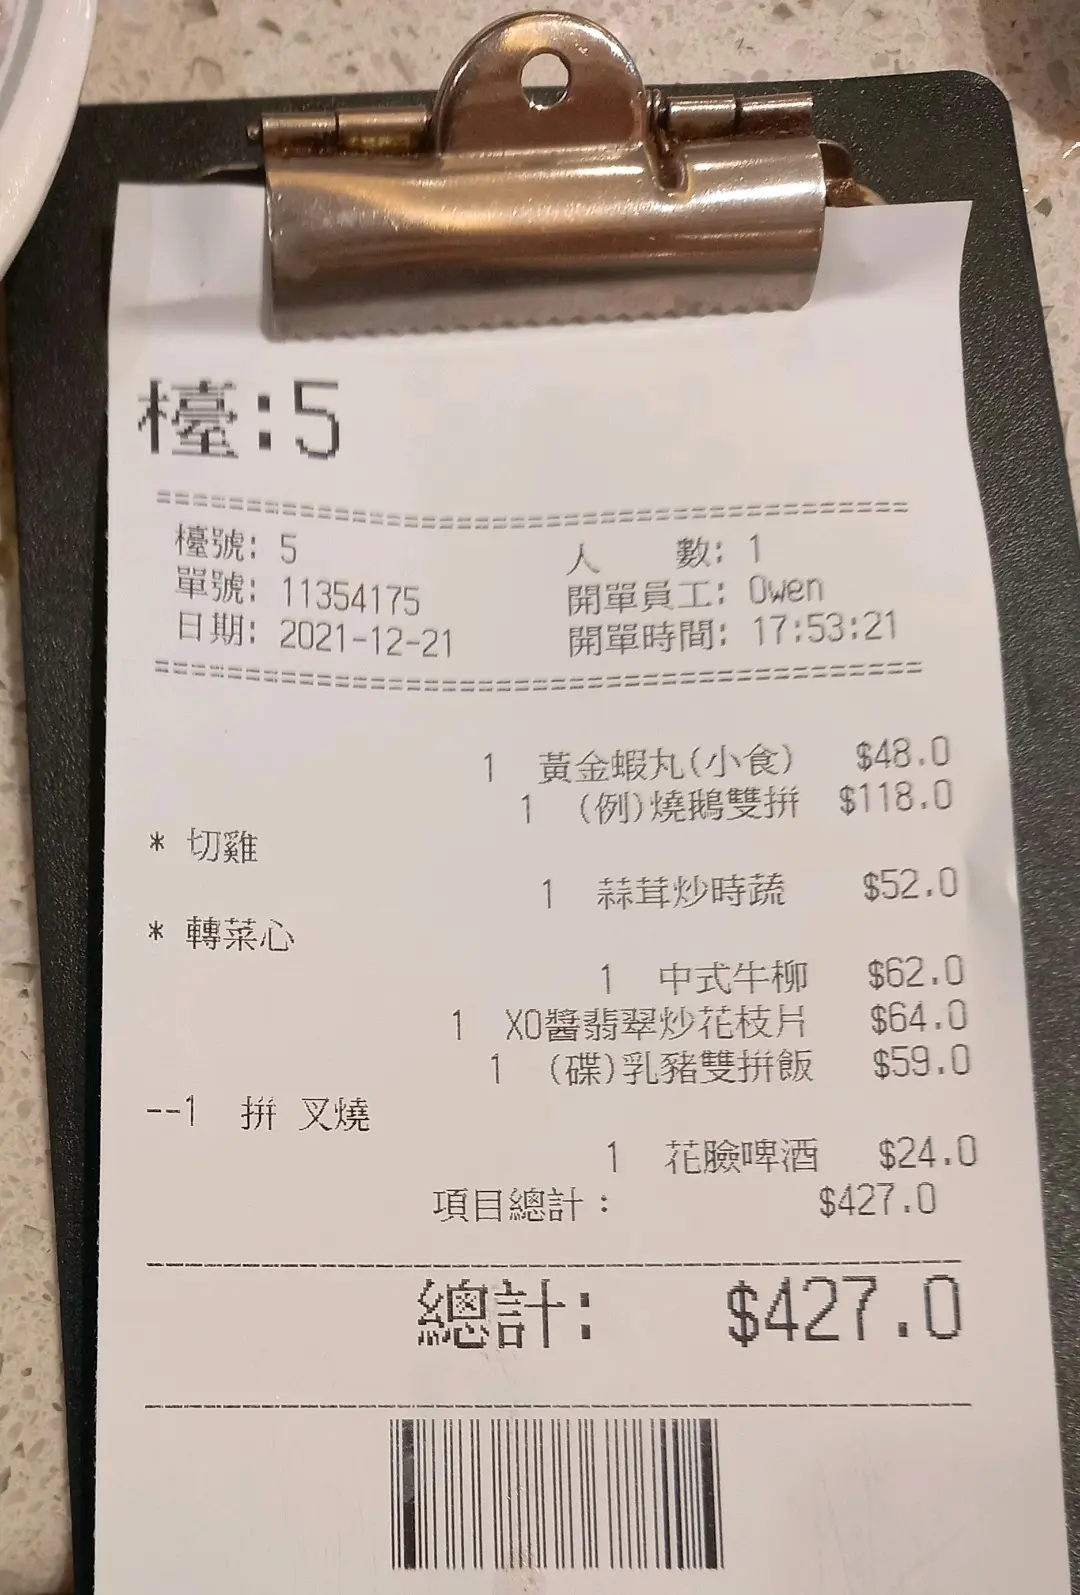 檯:5
========================================
檯號: 5 人 數: 1
單號: 11354175 開單員工: Owen
日期: 2021-12-21 開單時間: 17:53:21
========================================
1 黃金蝦丸(小食) $48.0
1 (例)燒鵝雙拼 $118.0
* 切雞
1 蒜茸炒時蔬 $52.0
* 轉菜心
1 中式牛柳 $62.0
1 XO醬翡翠炒花枝片 $64.0
1 (碟)乳豬雙拼飯 $59.0
--1 拼 叉燒
1 花臉啤酒 $24.0
項目總計: $427.0
總計: $427.0